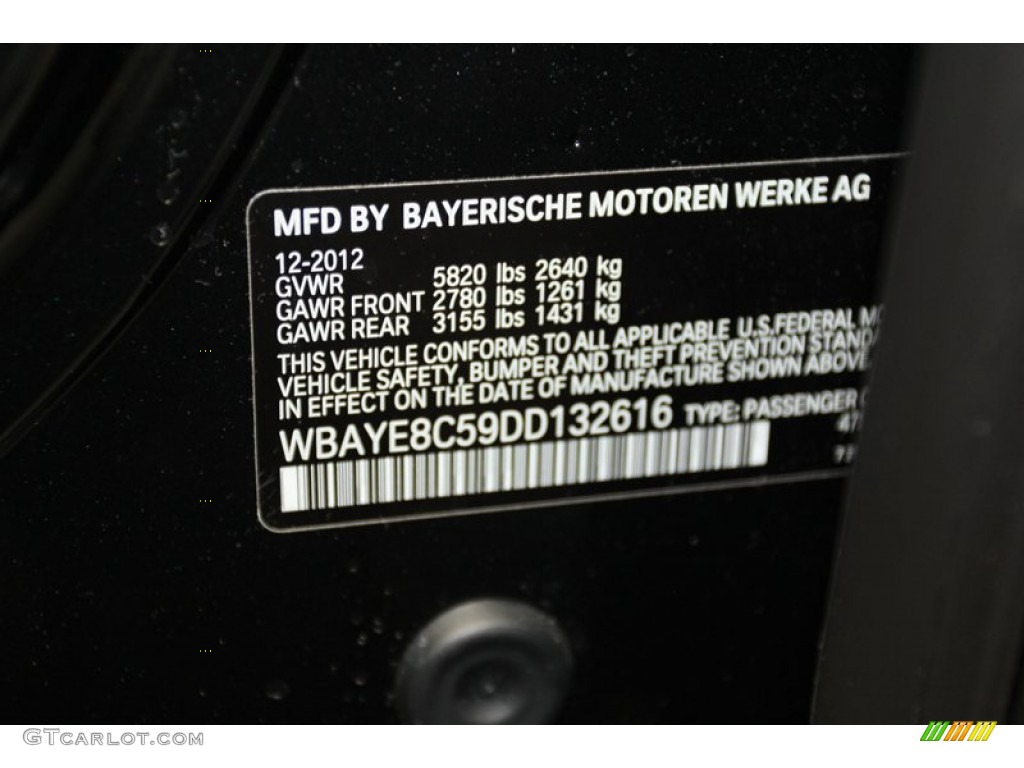 MFD BY BAYERISCHE MOTOREN WERKE AG
12-2012
GVWR 5820 lbs 2640 kg
GAWR FRONT 2780 lbs 1261 kg
GAWR REAR 3155 lbs 1431 kg
THIS VEHICLE CONFORMS TO ALL APPLICABLE U.S.FEDERAL
VEHICLE SAFETY, BUMPER AND THEFT PREVENTION STAND
IN EFFECT ON THE DATE OF MANUFACTURE SHOWN ABOVE
WBAYE8C59DD132616 TYPE: PASSENGER
GTCARLOT.COM